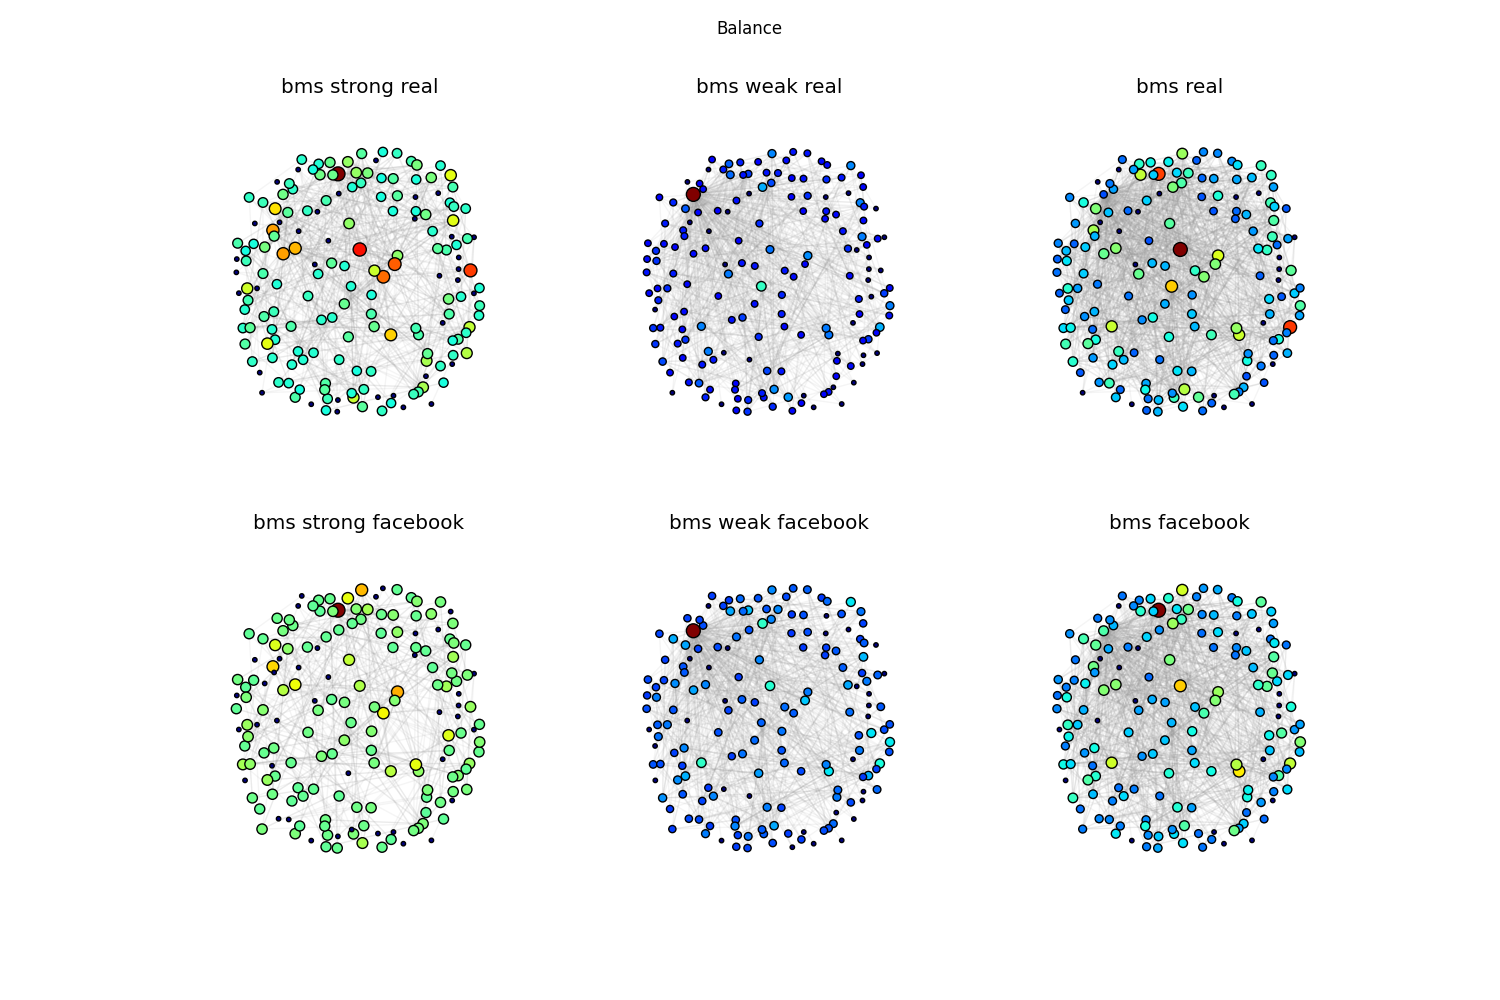 Balance
bms strong real
bms weak real
bms real
bms strong facebook
bms weak facebook
bms facebook